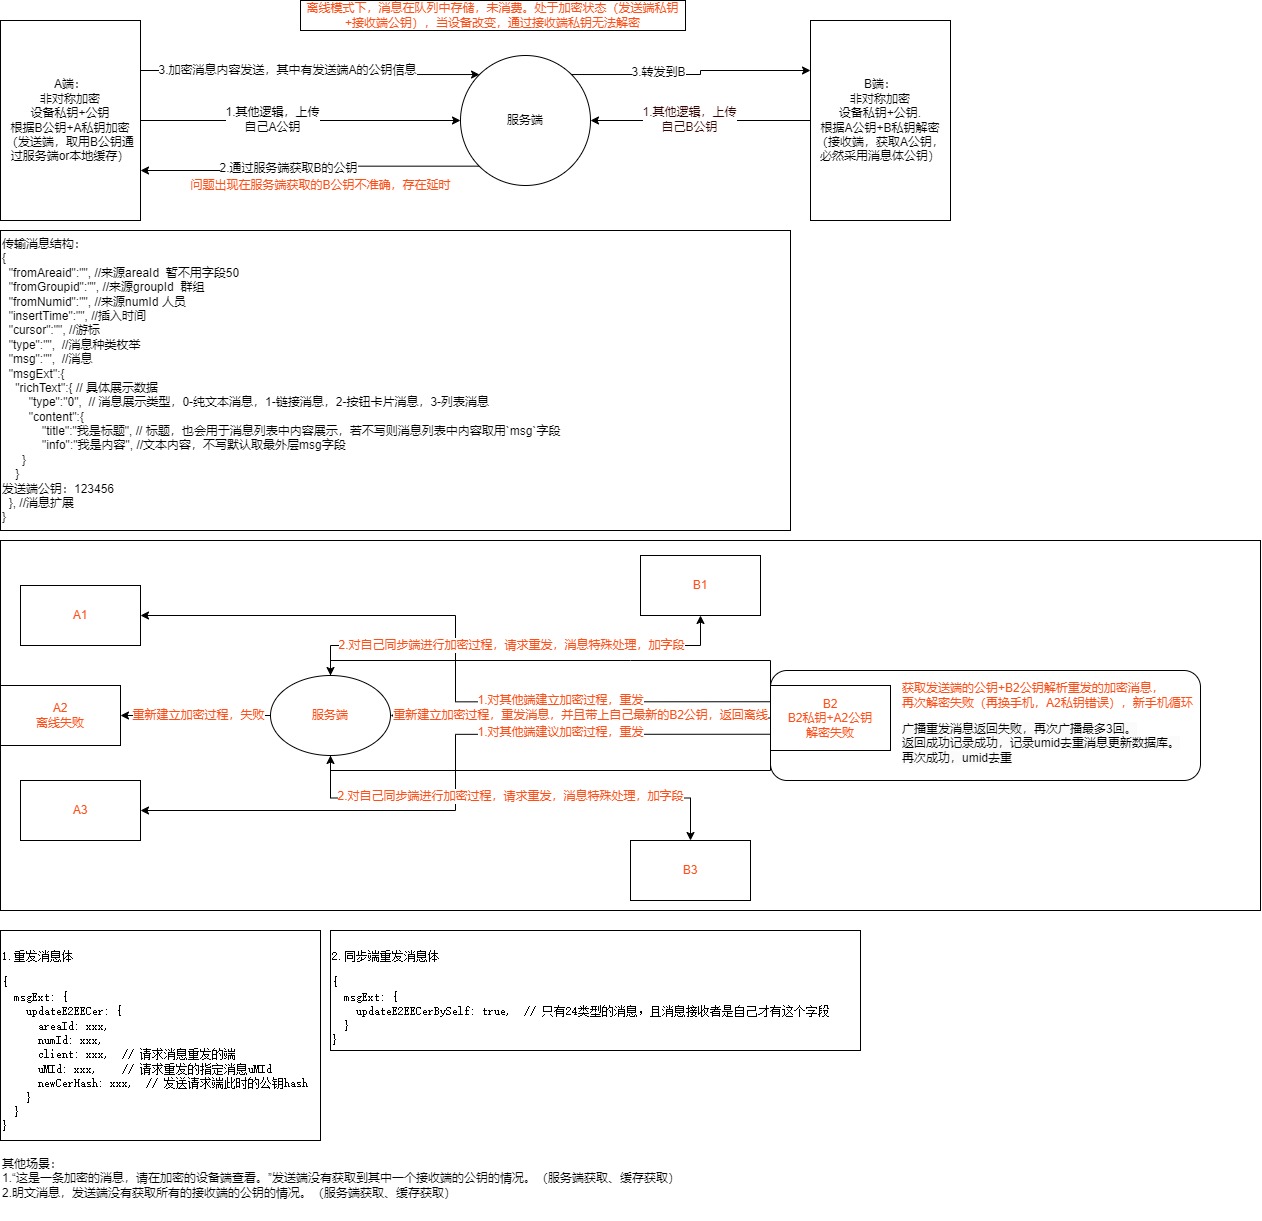 离线模式下，消息在队列中存储，未消费。处于加密状态（发送端私钥
+接收端公钥），当设备改变，通过接收端私钥无法解密
A端：
非对称加密
设备私钥+公钥
根据B公钥+A私钥加密
（发送端，取用B公钥通
过服务端or本地缓存）
3.加密消息内容发送，其中有发送端A的公钥信息
1.其他逻辑，上传
自己A公钥
2.通过服务端获取B的公钥
问题出现在服务端获取的B公钥不准确，存在延时
服务端
3.转发到B
1.其他逻辑，上传
自己B公钥
B端：
非对称加密
设备私钥+公钥.
根据A公钥+B私钥解密
（接收端，获取A公钥，
必然采用消息体公钥）
传输消息结构：
{
"fromAreaid":"", //来源areaId  暂不用字段50
"fromGroupid":"", //来源groupId  群组
"fromNumid":"", //来源numId 人员
"insertTime":"", //插入时间
"cursor":"", //游标
"type":"",  //消息种类枚举
"msg":"",  //消息
"msgExt":{
"richText":{ // 具体展示数据
"type":"0",  // 消息展示类型，0-纯文本消息，1-链接消息，2-按钮卡片消息，3-列表消息
"content":{
"title":"我是标题", // 标题，也会用于消息列表中内容展示，若不写则消息列表中内容取用`msg`字段
"info":"我是内容", //文本内容，不写默认取最外层msg字段
}
}
发送端公钥：123456
}, //消息扩展
}
A1
B1
2.对自己同步端进行加密过程，请求重发，消息特殊处理，加字段
1.对其他端建立加密过程，重发
A2
离线失败
重新建立加密过程，失败
服务端
重新建立加密过程，重发消息，并且带上自己最新的B2公钥，返回离线
1.对其他端建议加密过程，重发
B2
B2私钥+A2公钥
解密失败
获取发送端的公钥+B2公钥解析重发的加密消息，
再次解密失败（再换手机，A2私钥错误），新手机循环
广播重发消息返回失败，再次广播最多3回。
返回成功记录成功，记录umid去重消息更新数据库。
再次成功，umid去重
2.对自己同步端进行加密过程，请求重发，消息特殊处理，加字段
A3
B3
1.重发消息体
{
msgExt: {
updateE2EECer: {
areaId: xxx,
numId: xxx,
client: xxx,  // 请求消息重发的端
uMId: xxx,    // 请求重发的指定消息uMId
newCerHash: xxx,  // 发送请求端此时的公钥hash
}
}
}
2.同步端重发消息体
{
msgExt: {
updateE2EECerBySelf: true,  // 只有24类型的消息，且消息接收者是自己才有这个字段
}
}
其他场景：
1.“这是一条加密的消息，请在加密的设备端查看。”发送端没有获取到其中一个接收端的公钥的情况。（服务端获取、缓存获取）
2.明文消息，发送端没有获取所有的接收端的公钥的情况。（服务端获取、缓存获取）